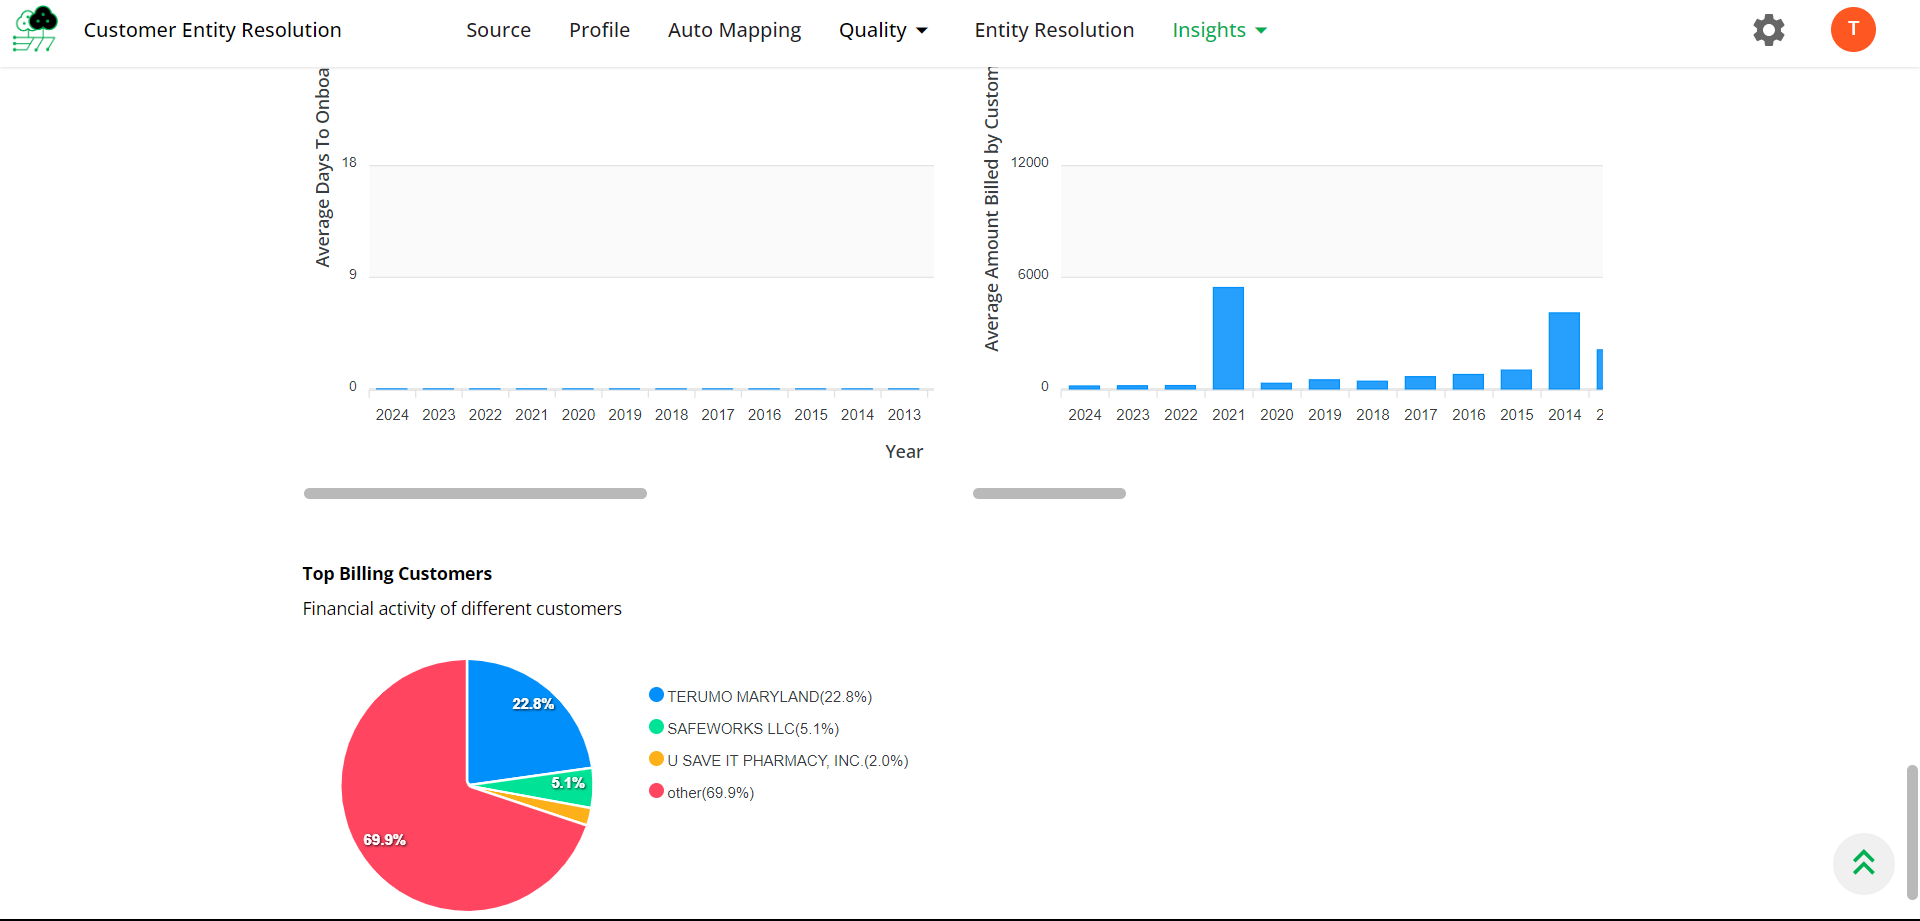 Customer Entity Resolution
Source
Profile
Auto Mapping
Quality
Entity Resolution
Insights
T
Average Days To Onboa
18
9
0
2024 2023 2022 2021 2020 2019 2018 2017 2016 2015 2014 2013
Year
Average Amount Billed by Custom
12000
6000
0
2024 2023 2022 2021 2020 2019 2018 2017 2016 2015 2014 2
Top Billing Customers
Financial activity of different customers
22.8%
5.1%
69.9%
TERUMO MARYLAND(22.8%)
SAFEWORKS LLC(5.1%)
U SAVE IT PHARMACY, INC.(2.0%)
other(69.9%)